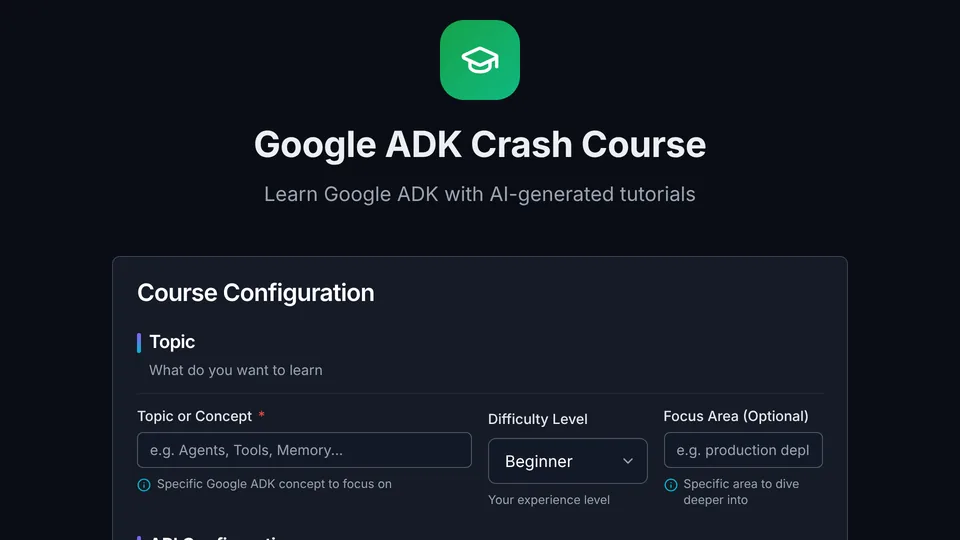 Google ADK Crash Course
Learn Google ADK with AI-generated tutorials
Course Configuration
Topic
What do you want to learn
Topic or Concept *
e.g. Agents, Tools, Memory...
Specific Google ADK concept to focus on
Difficulty Level
Beginner
Your experience level
Focus Area (Optional)
e.g. production depl
Specific area to dive
deeper into